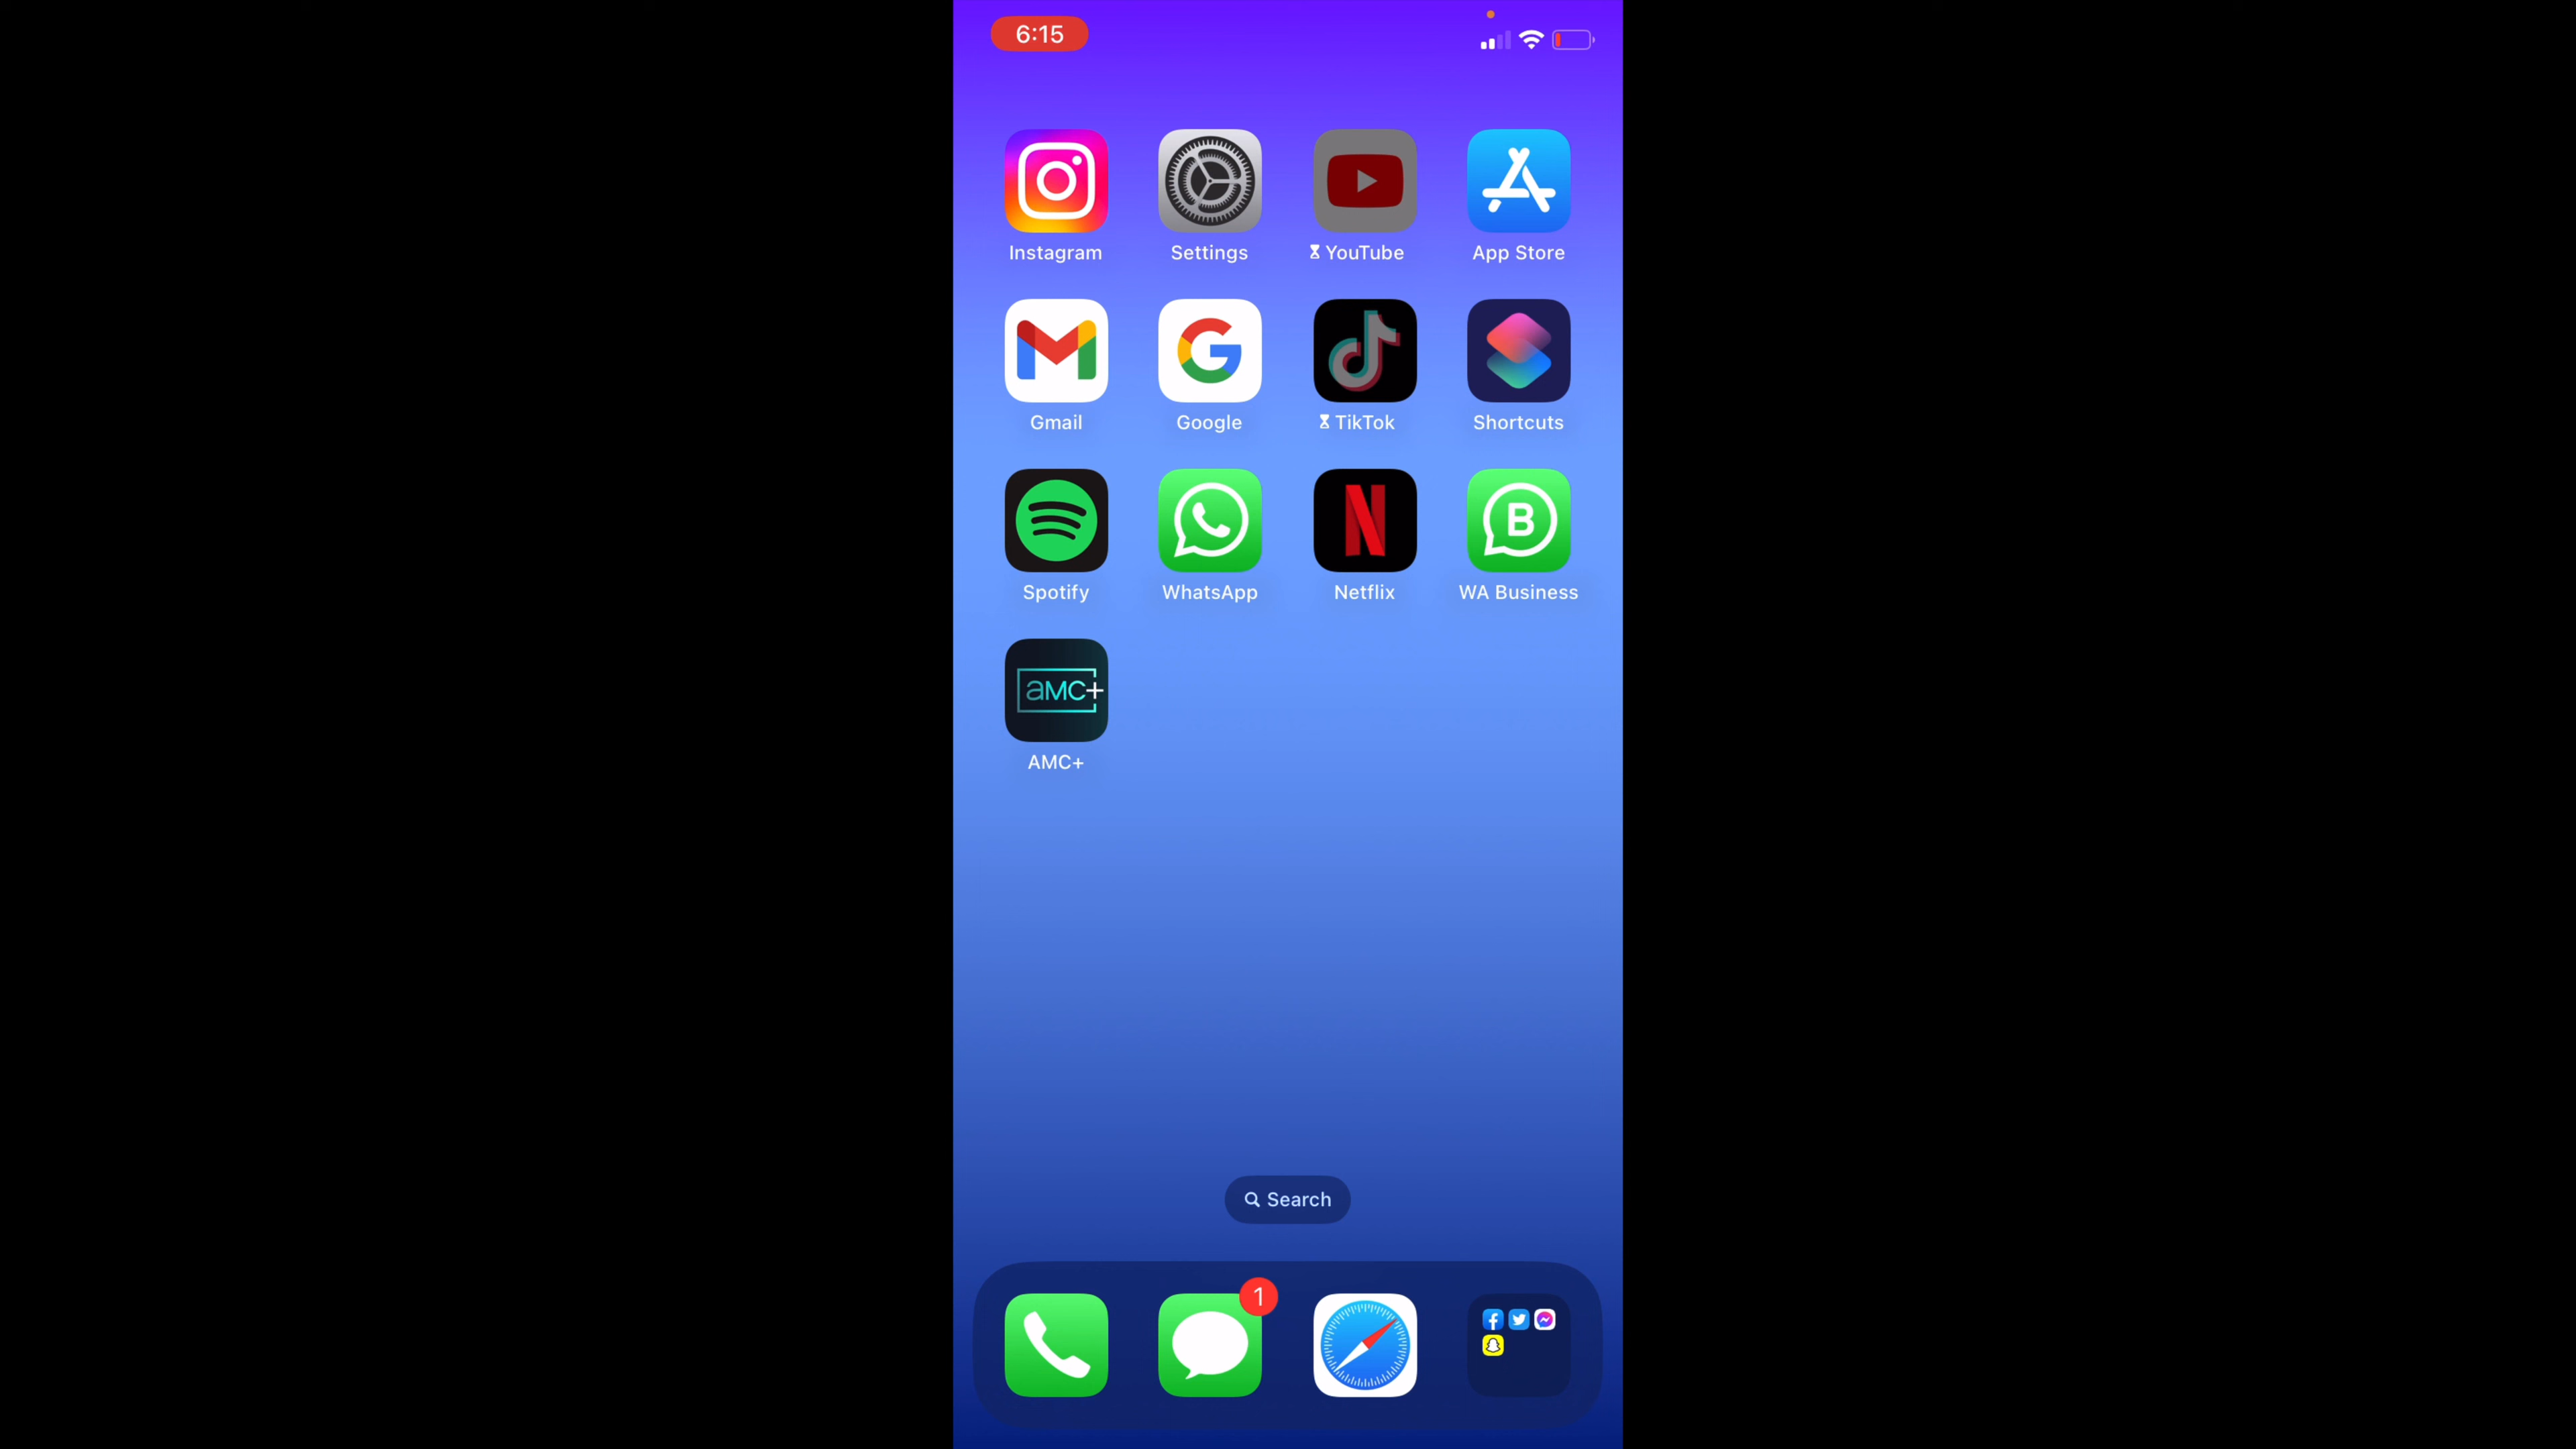 6:15
Instagram
Settings
YouTube
App Store
Gmail
Google
TikTok
Shortcuts
Spotify
WhatsApp
N
B
Netflix
WA Business
aMC+
AMC+
Search
1